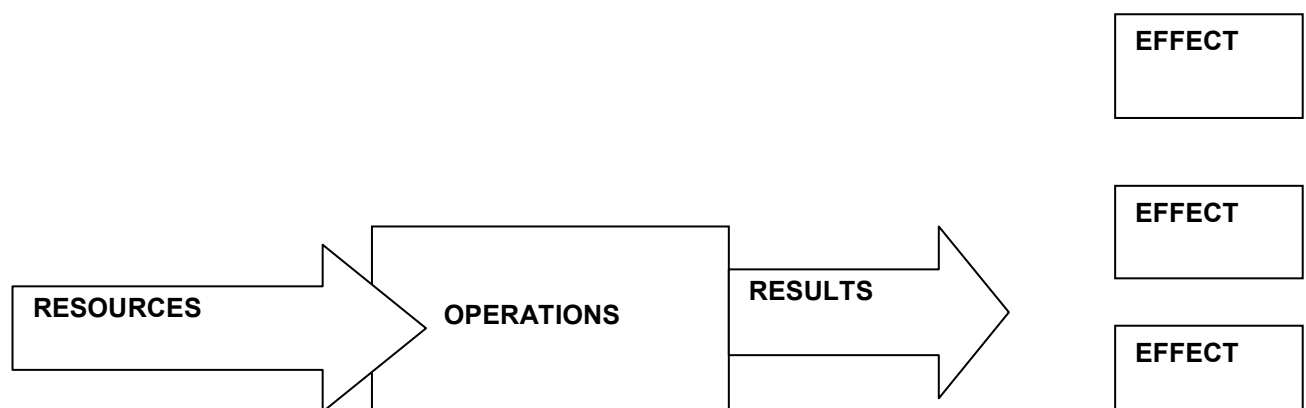 EFFECT
EFFECT
RESOURCES
OPERATIONS
RESULTS
EFFECT